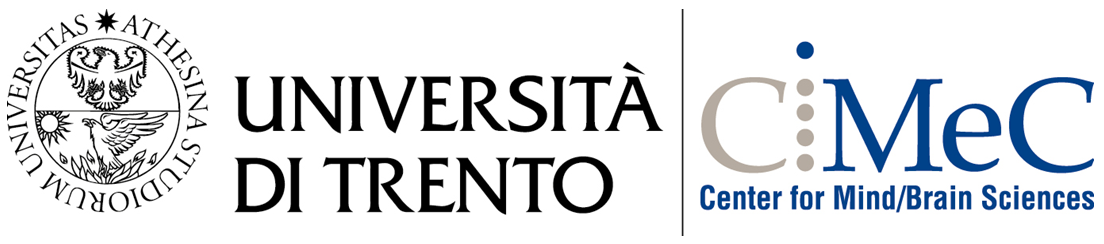 UNIVERSITAS ATHESINA STUDIORUM
UNIVERSITÀ
DI TRENTO
CiMeC
Center for Mind/Brain Sciences